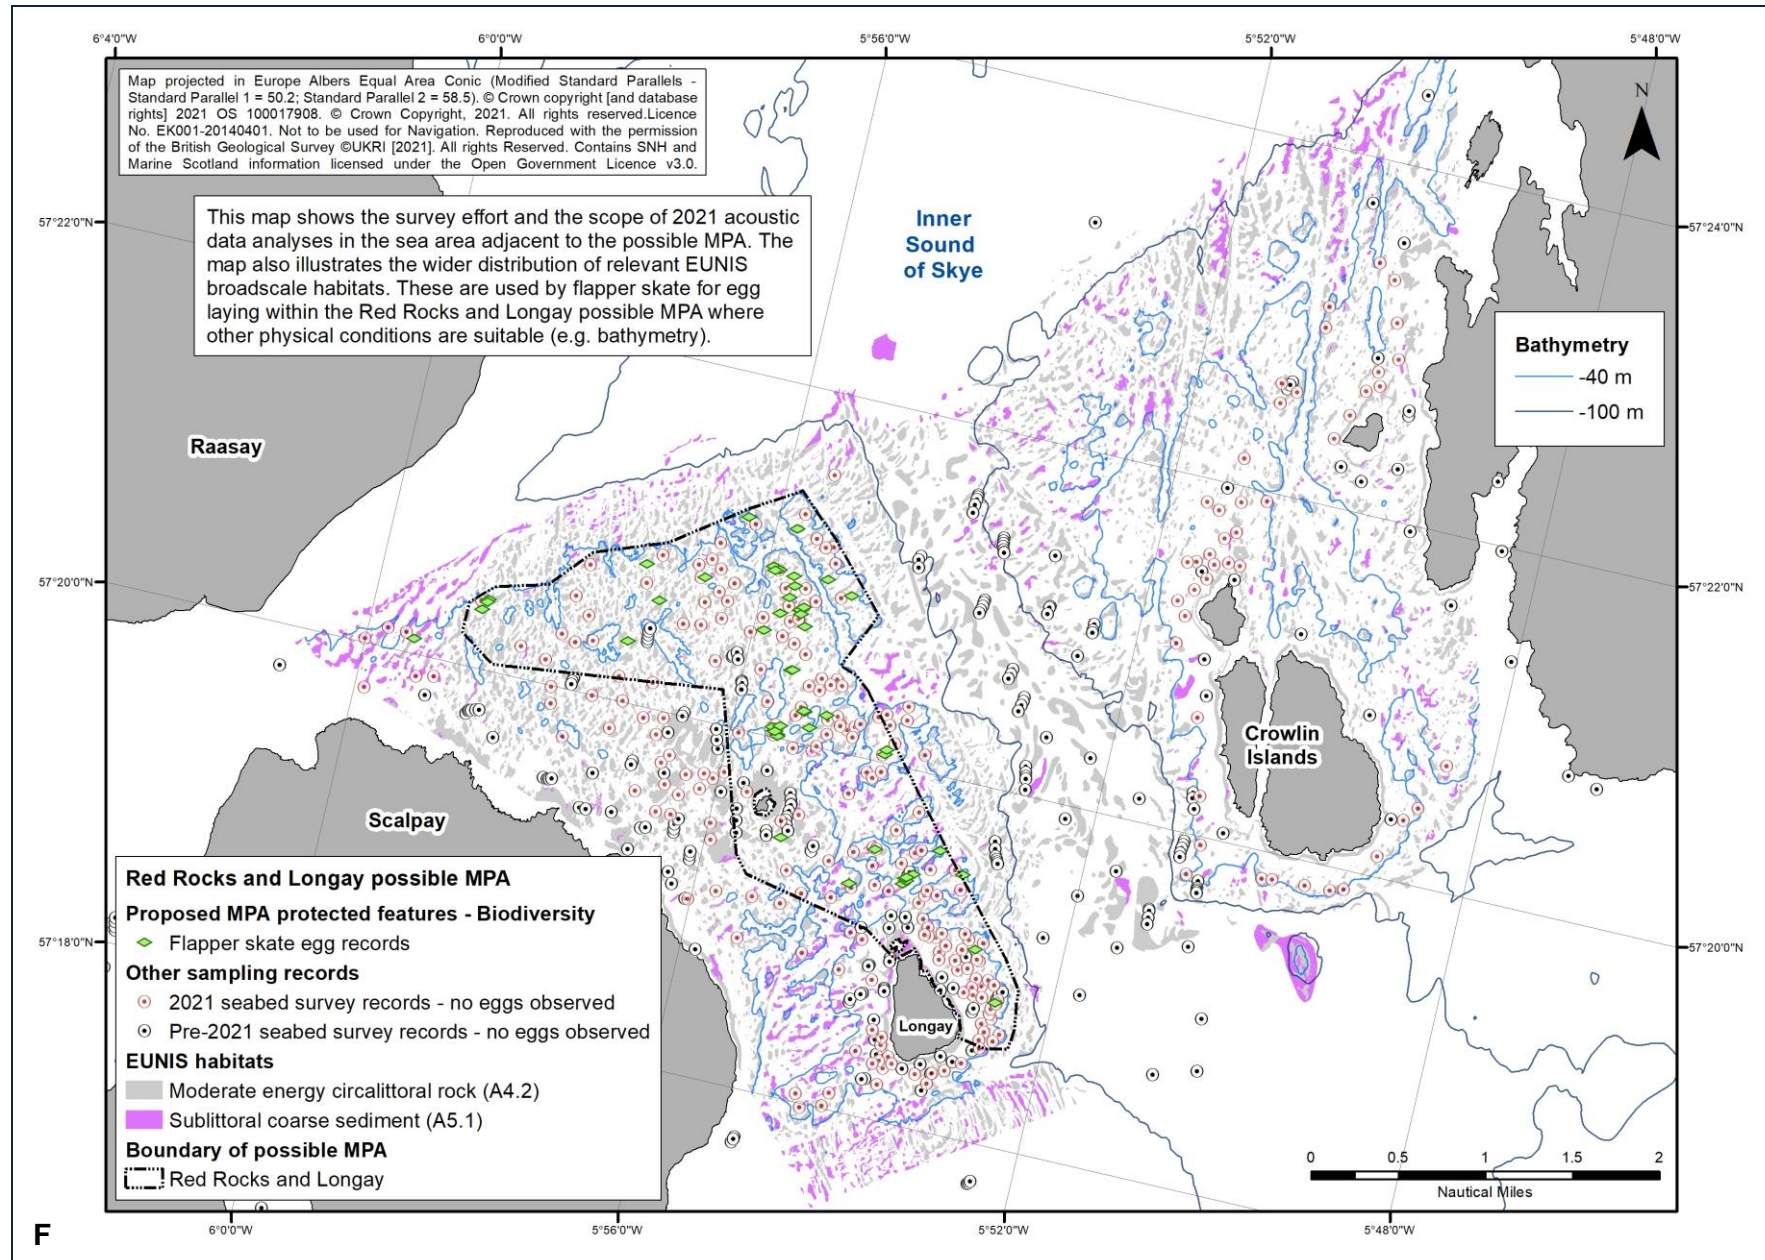 6°4'0"W
6°0'0"W
5°56'0"W
5°52'0"W
5°48'0"W
Map projected in Europe Albers Equal Area Conic (Modified Standard Parallels -
Standard Parallel 1 = 50.2; Standard Parallel 2 = 58.5). © Crown copyright [and database
rights] 2021 OS 100017908. © Crown Copyright, 2021. All rights reserved.Licence
No. EK001-20140401. Not to be used for Navigation. Reproduced with the permission
of the British Geological Survey ©UKRI [2021]. All rights Reserved. Contains SNH and
Marine Scotland information licensed under the Open Government Licence v3.0.
N
57°22'0"N
57°24'0"N
This map shows the survey effort and the scope of 2021 acoustic
data analyses in the sea area adjacent to the possible MPA. The
map also illustrates the wider distribution of relevant EUNIS
broadscale habitats. These are used by flapper skate for egg
laying within the Red Rocks and Longay possible MPA where
other physical conditions are suitable (e.g. bathymetry).
Inner
Sound
of Skye
Bathymetry
-40 m
-100 m
Raasay
57°20'0"N
57°22'0"N
Crowlin
Islands
Scalpay
Red Rocks and Longay possible MPA
Proposed MPA protected features - Biodiversity
Flapper skate egg records
Other sampling records
2021 seabed survey records - no eggs observed
Pre-2021 seabed survey records - no eggs observed
EUNIS habitats
Moderate energy circalittoral rock (A4.2)
Sublittoral coarse sediment (A5.1)
Boundary of possible MPA
Red Rocks and Longay
57°18'0"N
57°20'0"N
Longay
0 0.5 1 1.5 2
Nautical Miles
F
6°0'0"W
5°56'0"W
5°52'0"W
5°48'0"W